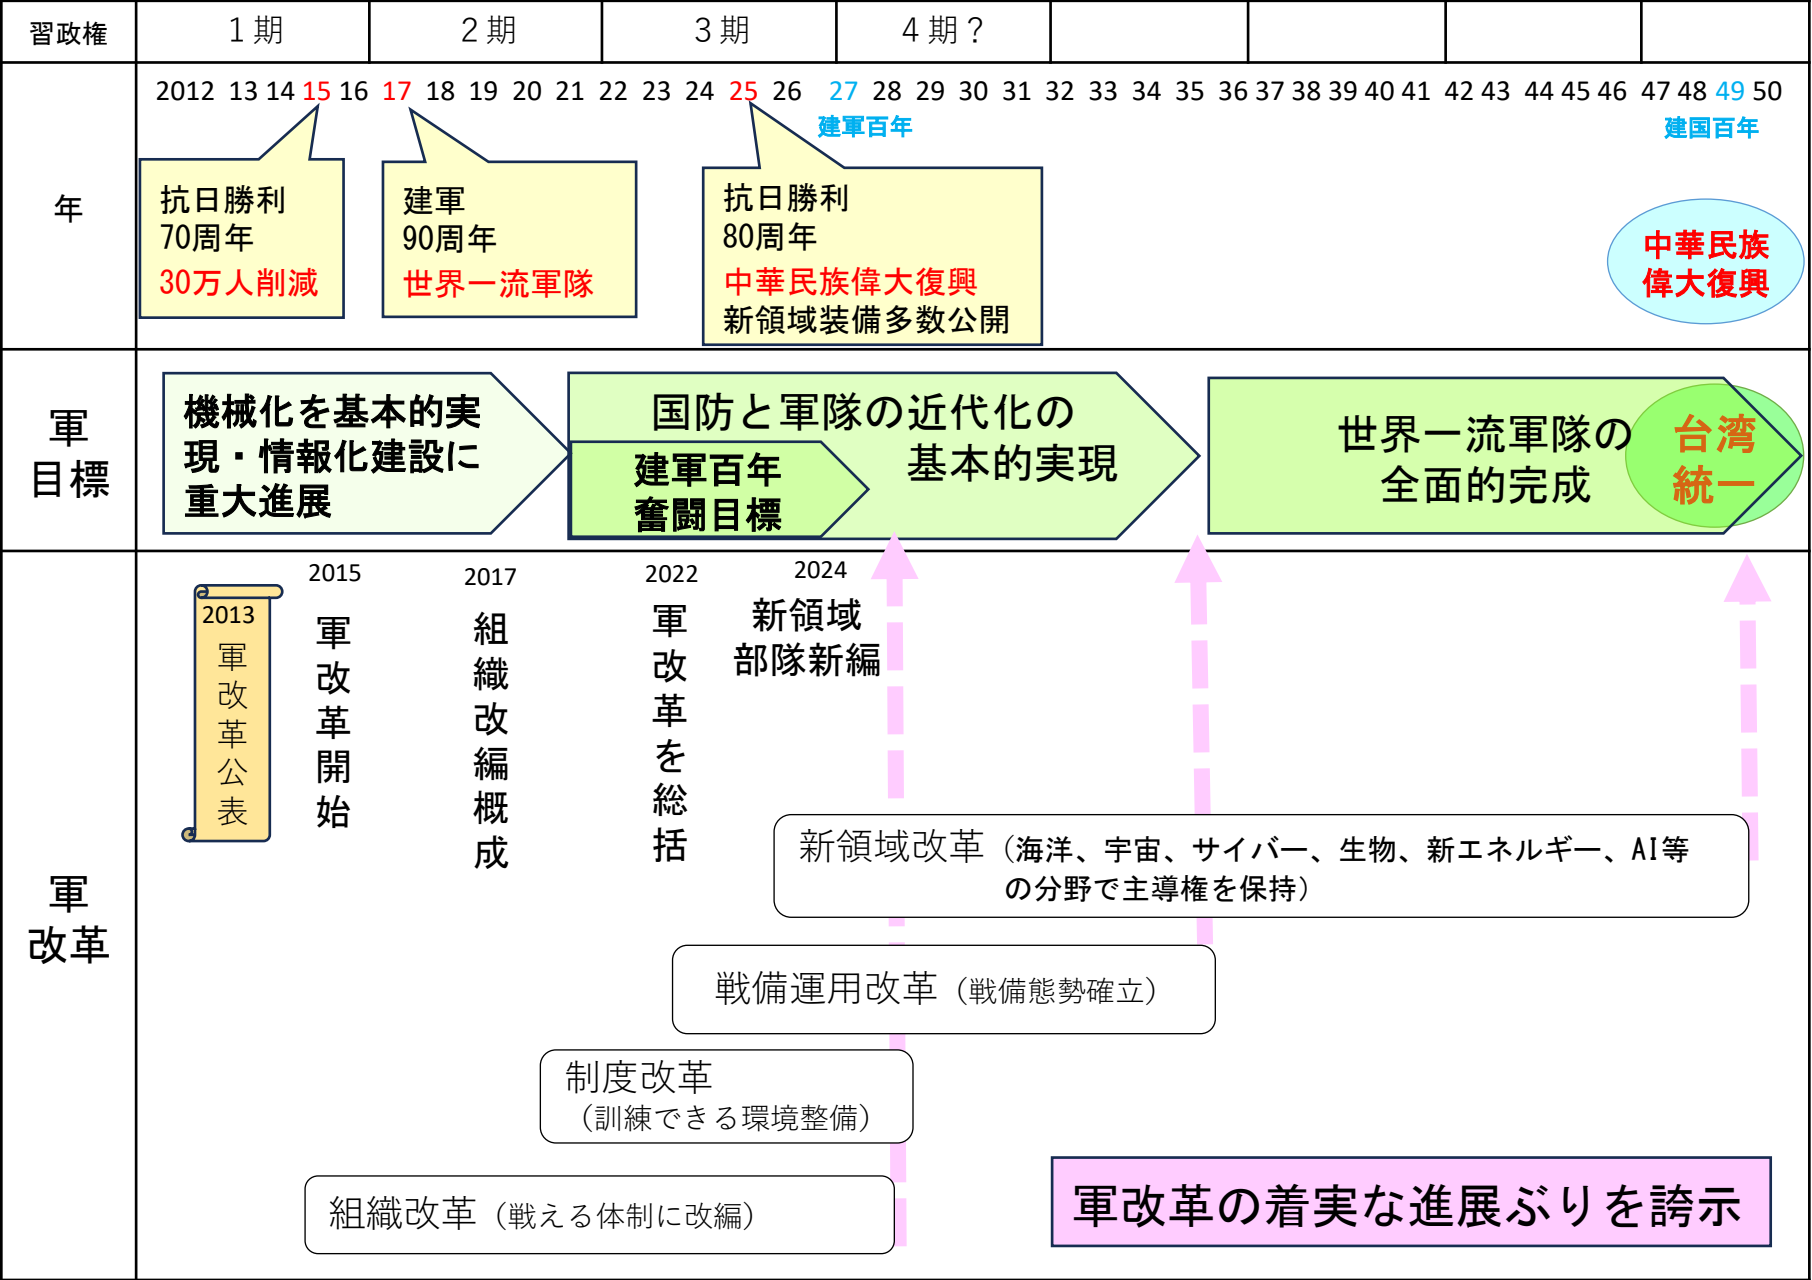 習政権
1期
2期
3期
4期？
年
2012 13 14 15 16 17 18 19 20 21 22 23 24 25 26 27 28 29 30 31 32 33 34 35 36 37 38 39 40 41 42 43 44 45 46 47 48 49 50
建軍百年
建国百年
抗日勝利
70周年
30万人削減
建軍
90周年
世界一流軍隊
抗日勝利
80周年
中華民族偉大復興
新領域装備多数公開
中華民族
偉大復興
軍
目標
機械化を基本的実
現・情報化建設に
重大進展
国防と軍隊の近代化の
基本的実現
建軍百年
奮闘目標
世界一流軍隊の
全面的完成
台湾
統一
軍
改革
2013
軍改革公表
2015
軍改革開始
2017
組織改編概成
2022
軍改革を総括
2024
新領域
部隊新編
新領域改革（海洋、宇宙、サイバー、生物、新エネルギー、AI等
の分野で主導権を保持）
戦備運用改革（戦備態勢確立）
制度改革
（訓練できる環境整備）
組織改革（戦える体制に改編）
軍改革の着実な進展ぶりを誇示